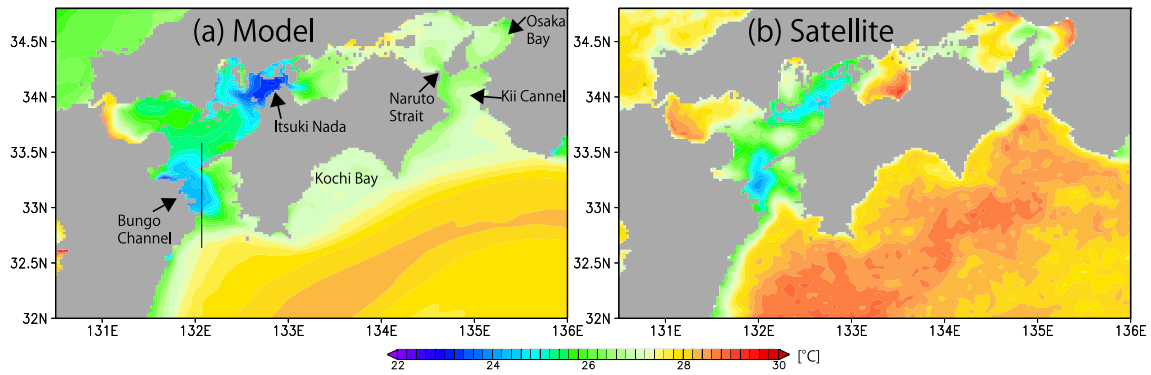 (a) Model
Osaka
Bay
Naruto
Strait
Kii Cannel
Itsuki Nada
Kochi Bay
Bungo
Channel
34.5N
34N
33.5N
33N
32.5N
32N
131E
132E
133E
134E
135E
136E
(b) Satellite
34.5N
34N
33.5N
33N
32.5N
32N
131E
132E
133E
134E
135E
136E
22
24
26
28
30
[°C]